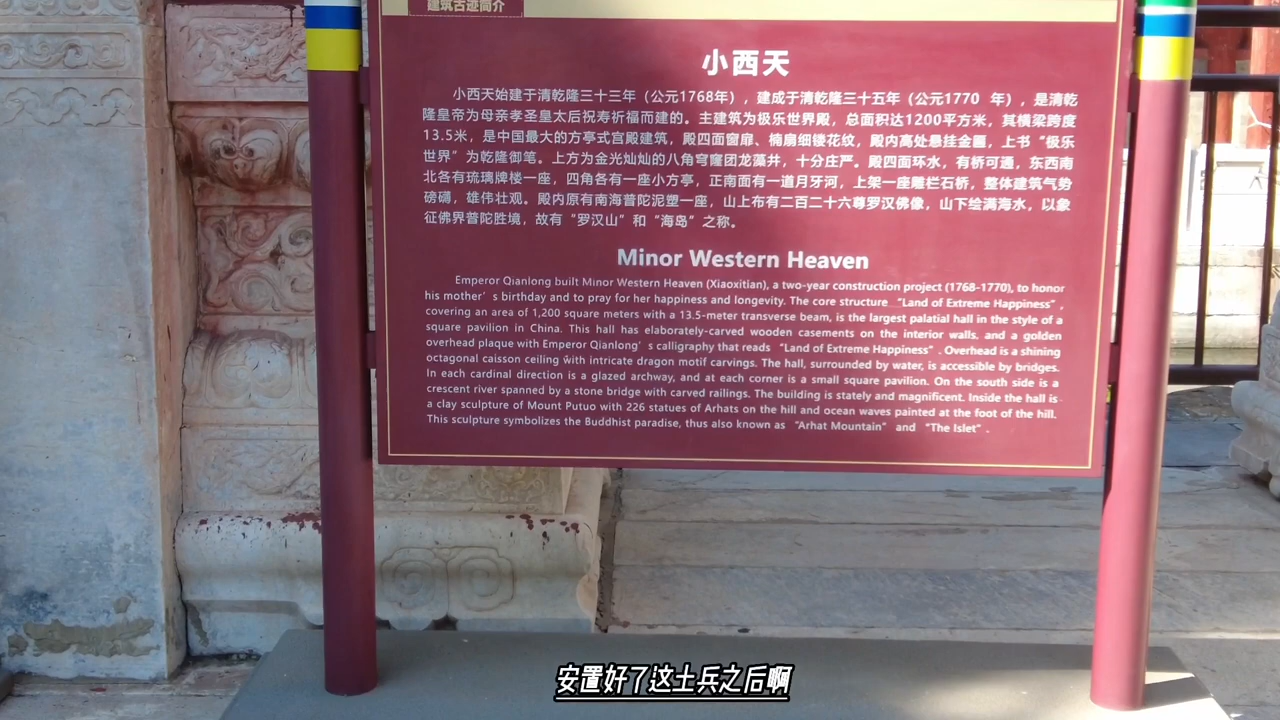 建筑古迹简介
小西天
小西天始建于清乾隆三十三年（公元1768年），建成于清乾隆三十五年（公元1770 年），是清乾
隆皇帝为母亲孝圣皇太后祝寿祈福而建的。主建筑为极乐世界殿，总面积达1200平方米，其横梁跨度
13.5米，是中国最大的方亭式宫殿建筑，殿四面窗扉、楠扇细镂花纹，殿内高处悬挂金匾，上书“极乐
世界”为乾隆御笔。上方为金光灿灿的八角穹窿团龙藻井，十分庄严。殿四面环水，有桥可通，东西南
北各有琉璃牌楼一座，四角各有一座小方亭，正南面有一道月牙河，上架一座雕栏石桥，整体建筑气势
磅礴，雄伟壮观。殿内原有南海普陀泥塑一座，山上布有二百二十六尊罗汉佛像，山下绘满海水，以象
征佛界普陀胜境，故有“罗汉山”和“海岛”之称。
Minor Western Heaven
Emperor Qianlong built Minor Western Heaven (Xiaoxitian), a two-year construction project (1768-1770), to honor
his mother's birthday and to pray for her happiness and longevity. The core structure “Land of Extreme Happiness”,
covering an area of 1,200 square meters with a 13.5-meter transverse beam, is the largest palatial hall in the style of a
square pavilion in China. This hall has elaborately-carved wooden casements on the interior walls, and a golden
overhead plaque with Emperor Qianlong's calligraphy that reads “Land of Extreme Happiness”. Overhead is a shining
octagonal caisson ceiling with intricate dragon motif carvings. The hall, surrounded by water, is accessible by bridges.
In each cardinal direction is a glazed archway, and at each corner is a small square pavilion. On the south side is a
crescent river spanned by a stone bridge with carved railings. The building is stately and magnificent. Inside the hall is
a clay sculpture of Mount Putuo with 226 statues of Arhats on the hill and ocean waves painted at the foot of the hill.
This sculpture symbolizes the Buddhist paradise, thus also known as “Arhat Mountain” and “The Islet”.
安置好了这士兵之后啊